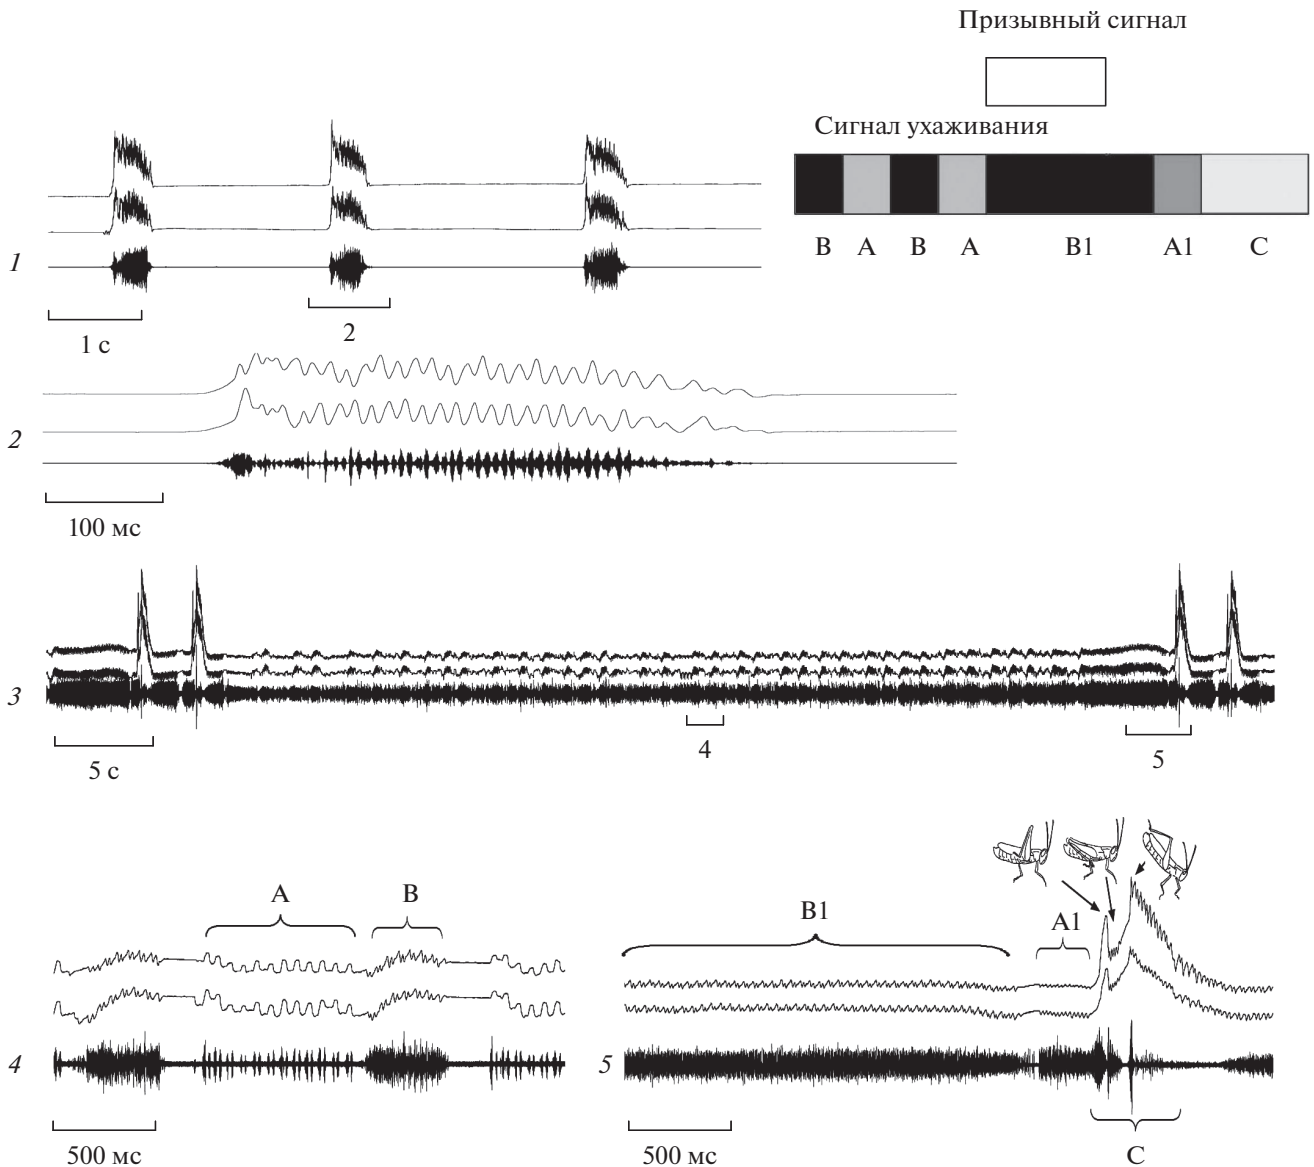 Призывный сигнал
Сигнал ухаживания
B A B A B1 A1 C
1
1 с
2
2
100 мс
3
5 с
4
5
A B
B1
A1
4
5
500 мс
500 мс
C